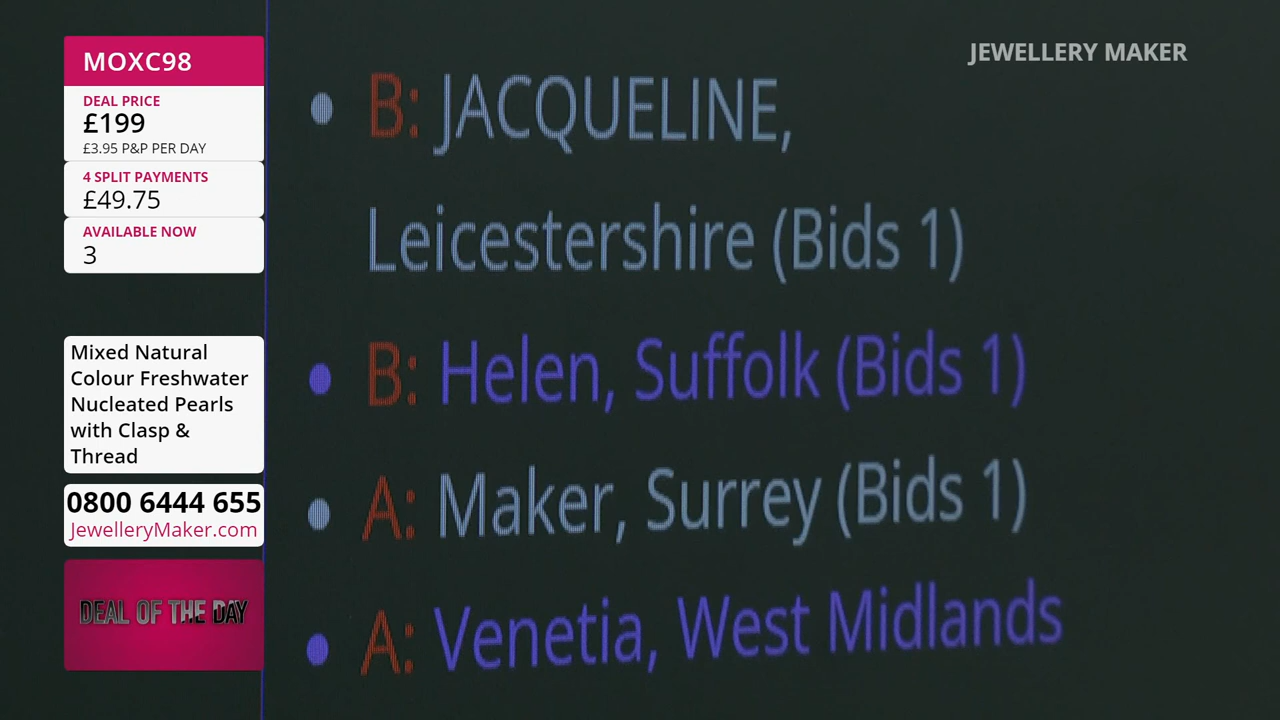 MOXC98
DEAL PRICE
£199
£3.95 P&P PER DAY
4 SPLIT PAYMENTS
£49.75
AVAILABLE NOW
3
Mixed Natural
Colour Freshwater
Nucleated Pearls
with Clasp &
Thread
0800 6444 655
JewelleryMaker.com
DEAL OF THE DAY
JEWELLERY MAKER
• B: JACQUELINE,
Leicestershire (Bids 1)
• B: Helen, Suffolk (Bids 1)
• A: Maker, Surrey (Bids 1)
• A: Venetia, West Midlands